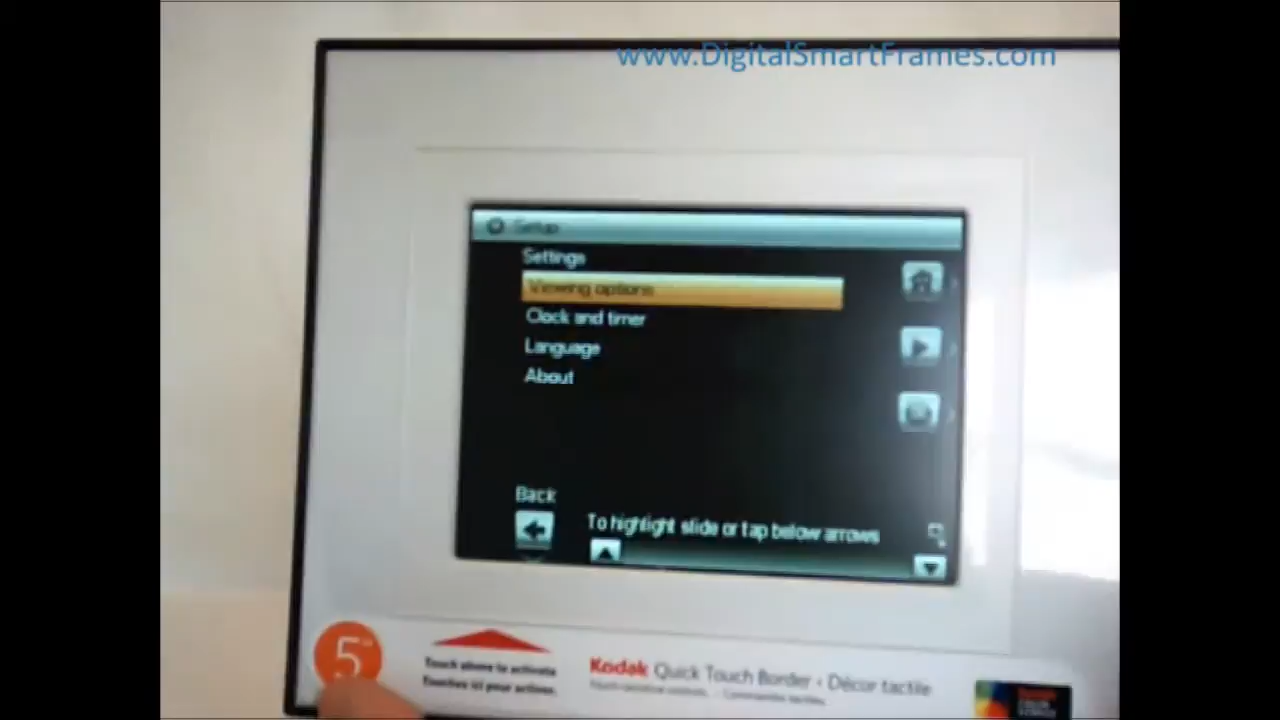 www.DigitalSmartFrames.com
Setup
Settings
Viewing options
Clock and timer
Language
About
Back
To highlight slide or tap below arrows
5
Touch above to activate
Touchez ici pour activer.
Kodak Quick Touch Border • Décor tactile